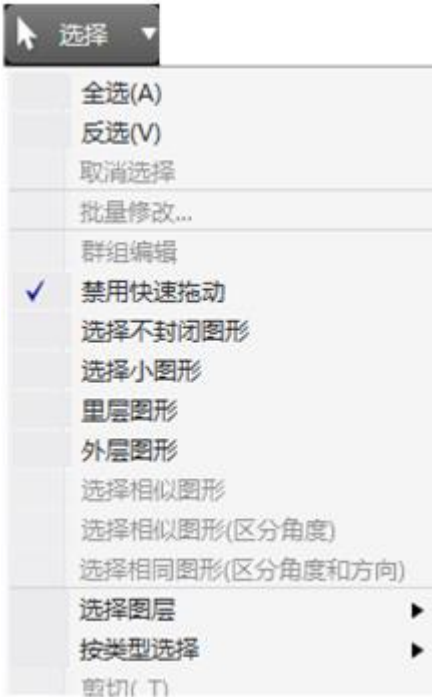 选择
全选(A)
反选(V)
取消选择
批量修改...
群组编辑
禁用快速拖动
选择不封闭图形
选择小图形
里层图形
外层图形
选择相似图形
选择相似图形(区分角度)
选择相同图形(区分角度和方向)
选择图层
按类型选择
剪切( T)